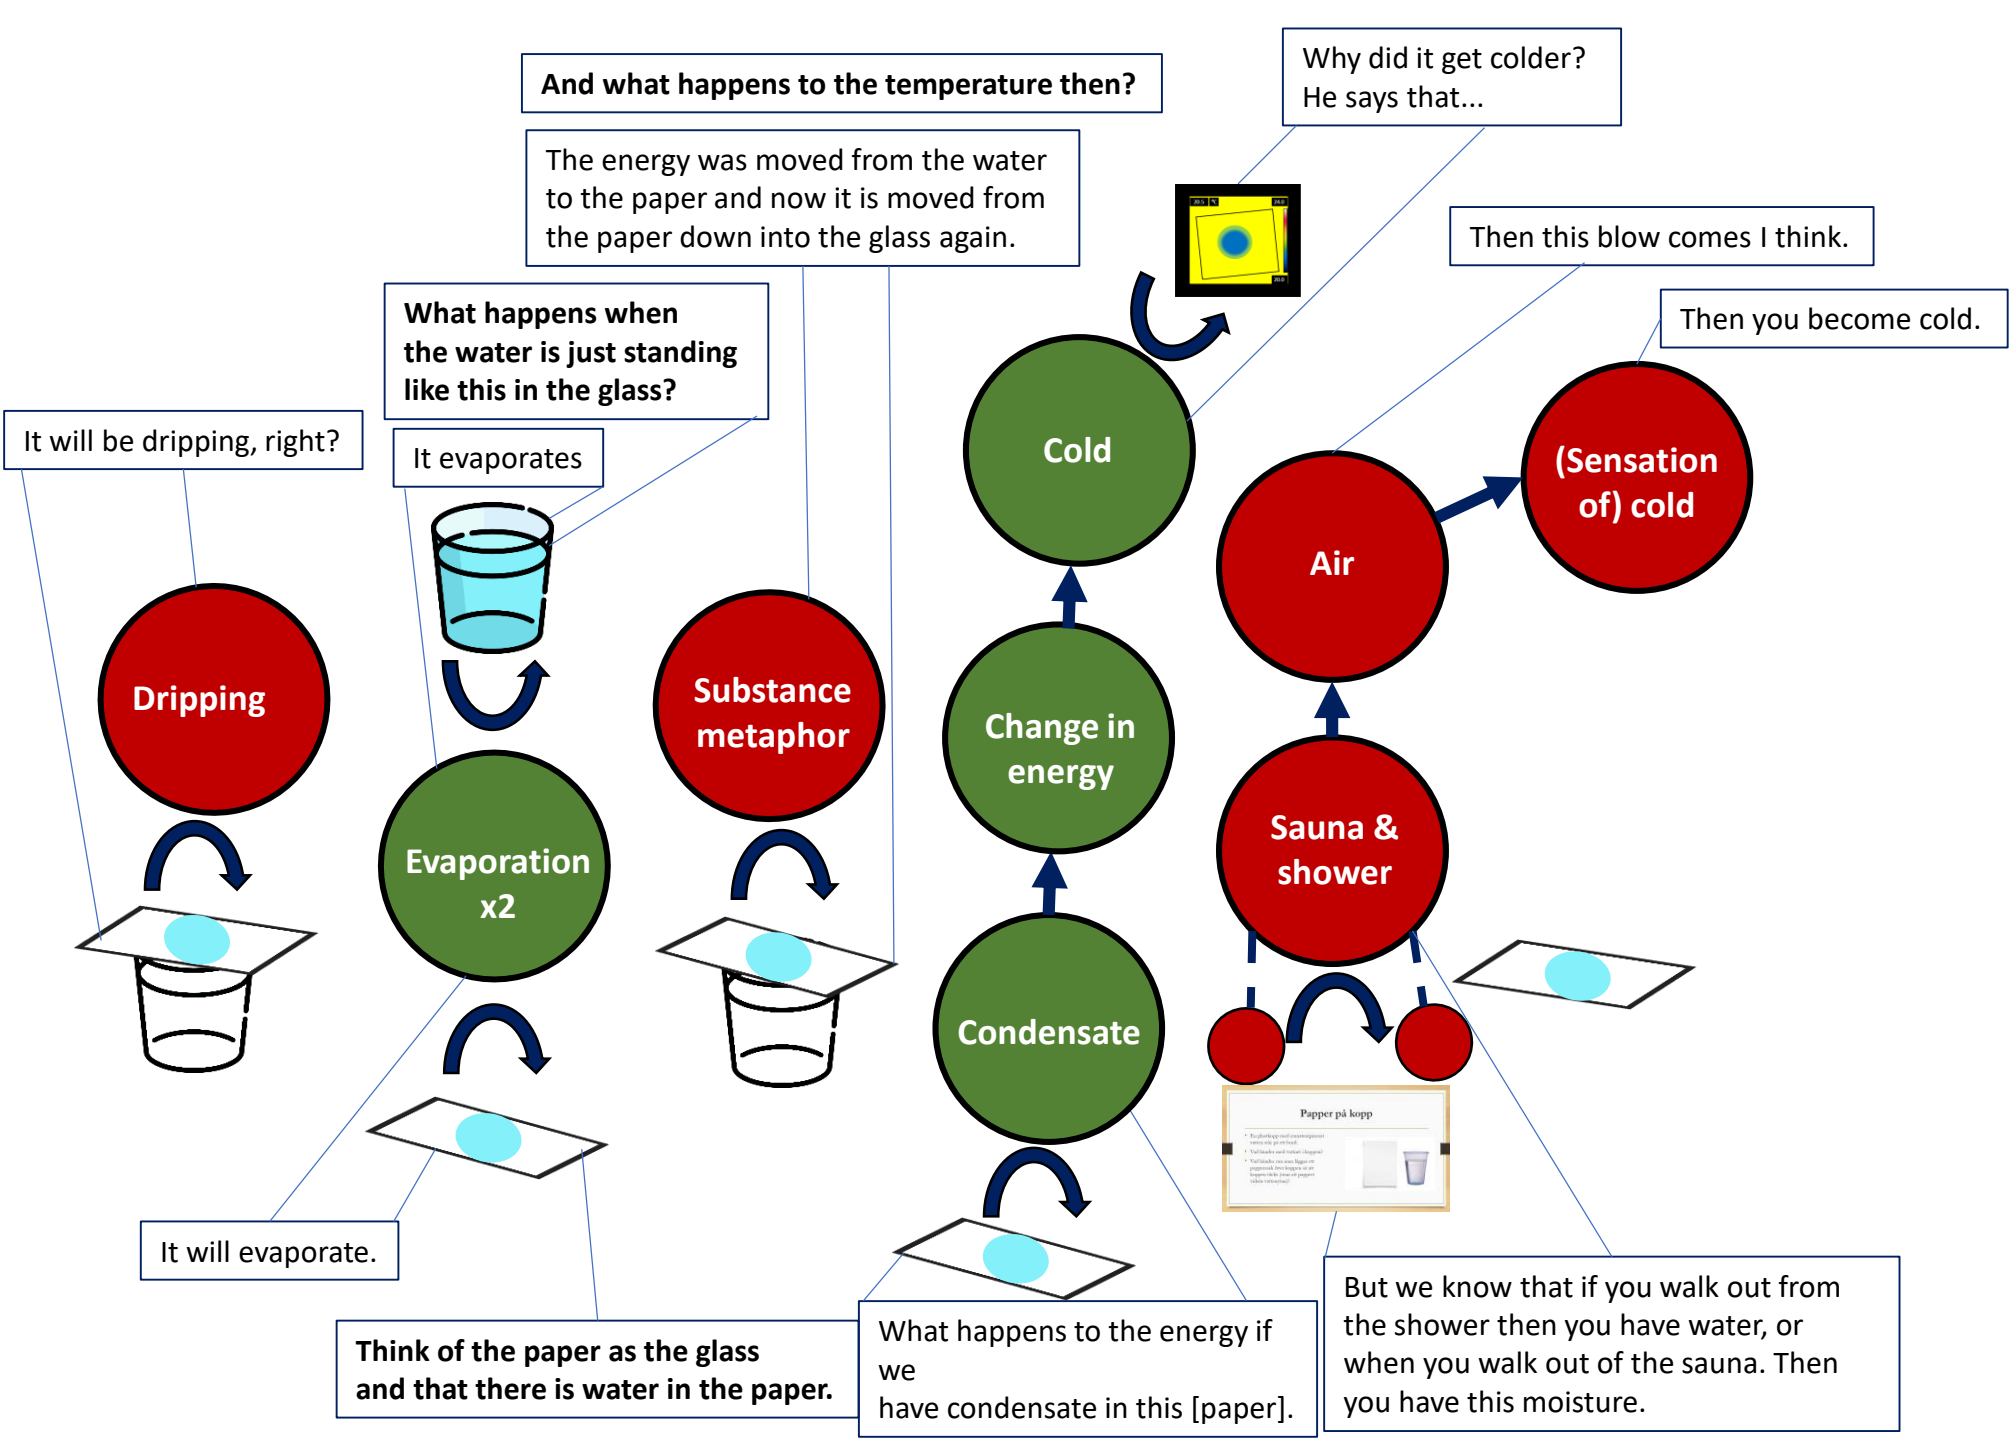 Why did it get colder?
He says that...
And what happens to the temperature then?
The energy was moved from the water
to the paper and now it is moved from
the paper down into the glass again.
20.5 °C 24.0
20.0
Then this blow comes I think.
Then you become cold.
What happens when
the water is just standing
like this in the glass?
It will be dripping, right?
It evaporates
Cold
(Sensation
of) cold
Air
Dripping
Substance
metaphor
Change in
energy
Evaporation
x2
Sauna &
shower
Condensate
Papper på kopp
It will evaporate.
Think of the paper as the glass
and that there is water in the paper.
What happens to the energy if
we
have condensate in this [paper].
But we know that if you walk out from
the shower then you have water, or
when you walk out of the sauna. Then
you have this moisture.